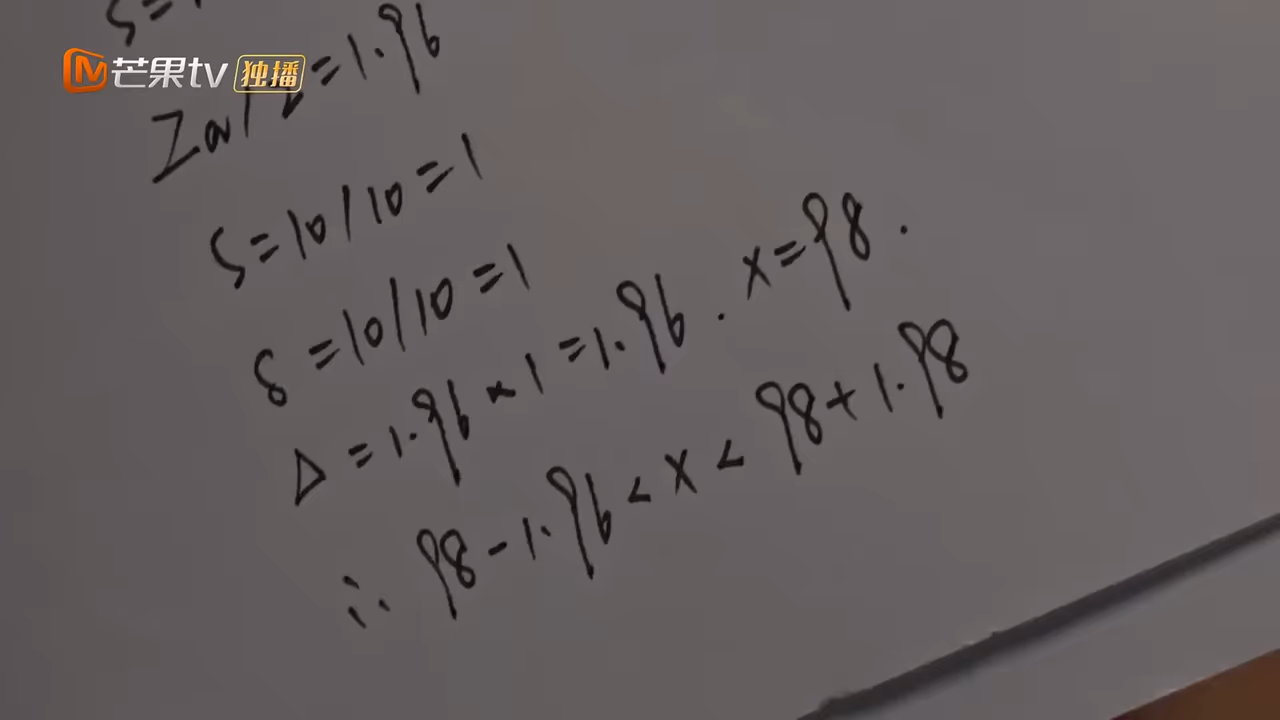 芒果tv 独播
Zα/2=1.96
S=10/10=1
δ=10/10=1
Δ=1.96×1=1.96. x=98.
∴ 98-1.96<x<98+1.98